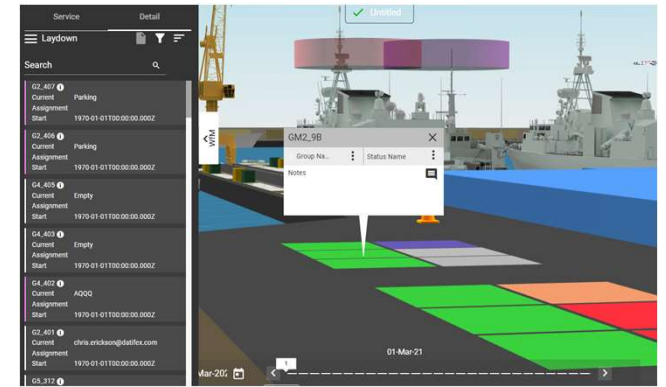 Service Detail
Laydown
Search
G2_407
Current Parking
Assignment
Start 1970-01-01T00:00:00.000Z
G2_406
Current Parking
Assignment
Start 1970-01-01T00:00:00.000Z
G4_405
Current Empty
Assignment
Start 1970-01-01T00:00:00.000Z
G4_403
Current Empty
Assignment
Start 1970-01-01T00:00:00.000Z
G4_402
Current AQQQ
Assignment
Start 1970-01-01T00:00:00.000Z
G2_401
Current chris.erickson@datifex.com
Assignment
Start 1970-01-01T00:00:00.000Z
G5_312
Untitled
WfM
GM2_9B
Group Na... Status Name
Notes
01-Mar-21
1
Mar-202